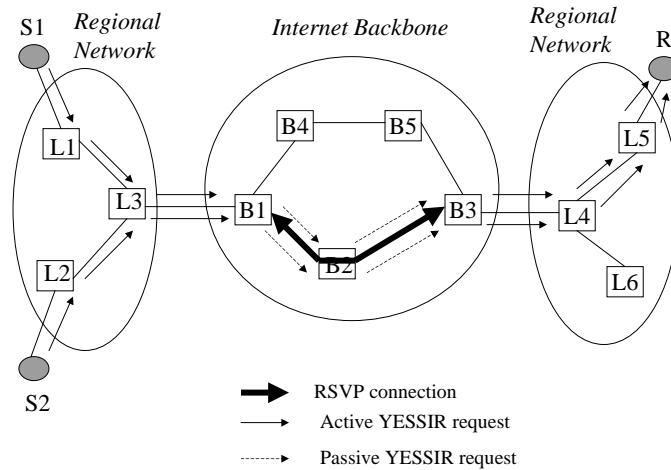 Regional
Network
Internet Backbone
Regional
Network
S1
R
B4
B5
L1
L5
L3
B1
B3
L4
B2
L2
L6
S2
RSVP connection
Active YESSIR request
Passive YESSIR request